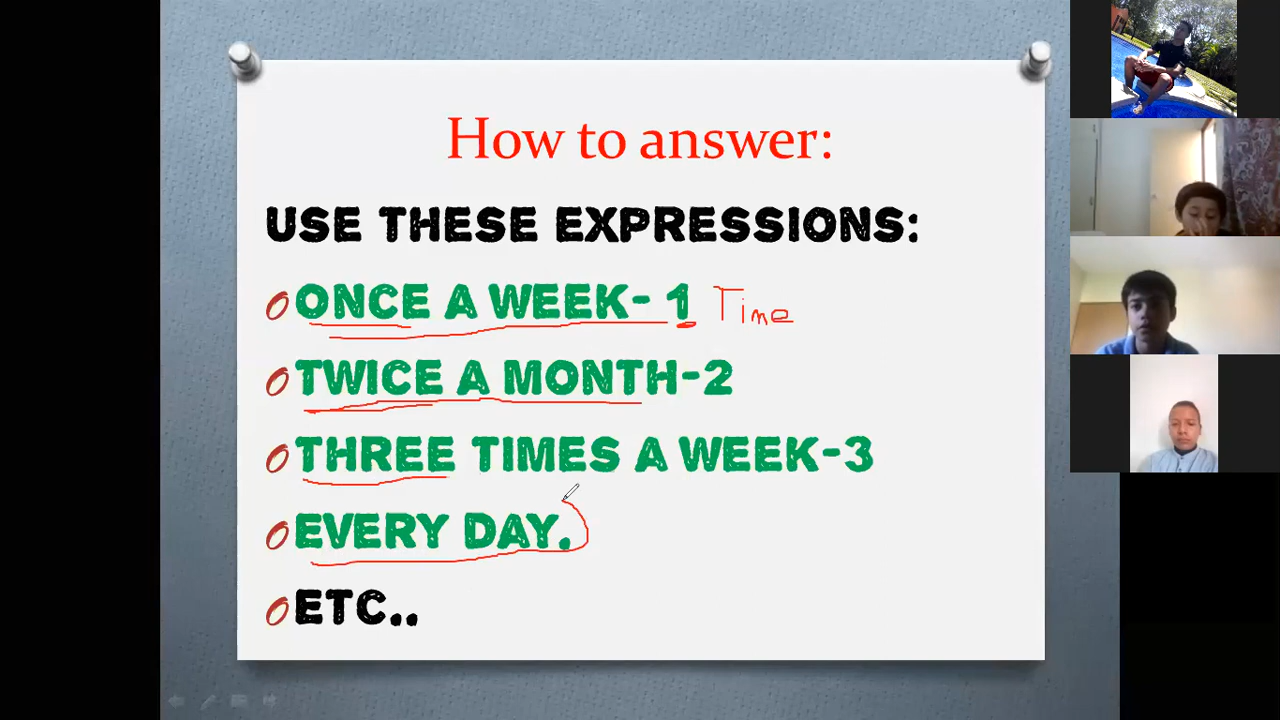 How to answer:
USE THESE EXPRESSIONS:
ONCE A WEEK- 1 Time
TWICE A MONTH-2
THREE TIMES A WEEK-3
EVERY DAY.
ETC..